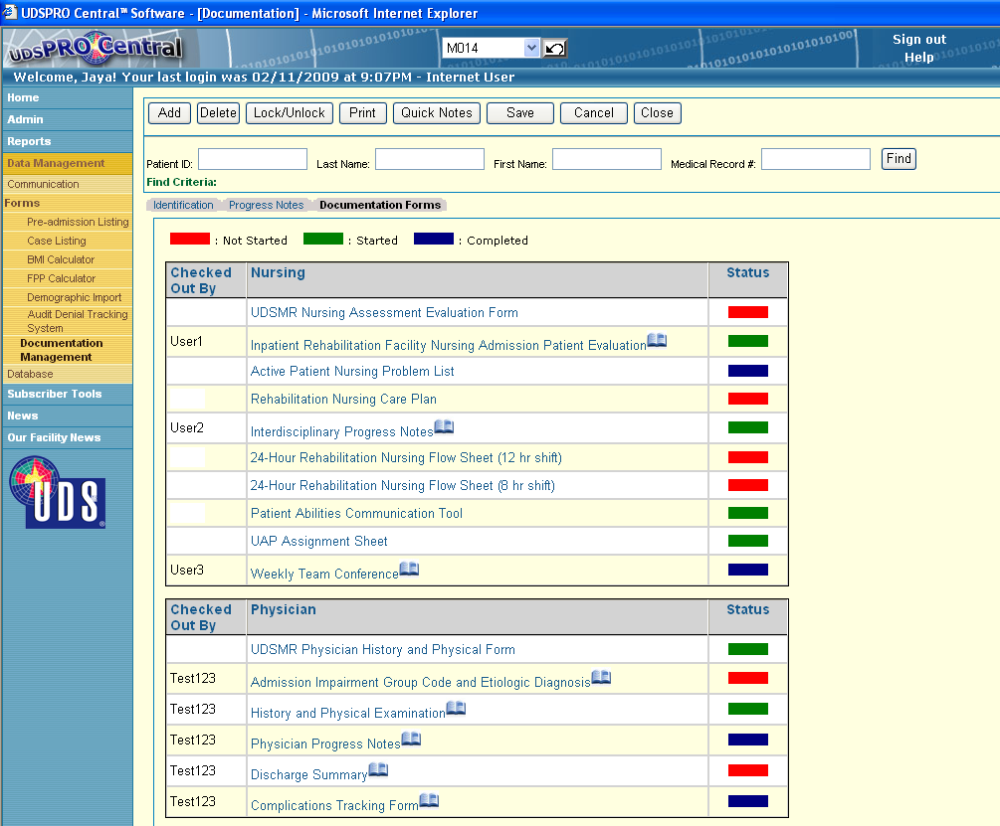 UDSPRO Central™ Software - [Documentation] - Microsoft Internet Explorer
UDSPRO Central
M014
Sign out
Help
Welcome, Jaya! Your last login was 02/11/2009 at 9:07PM - Internet User
Home
Admin
Reports
Data Management
Communication
Forms
Pre-admission Listing
Case Listing
BMI Calculator
FPP Calculator
Demographic Import
Audit Denial Tracking
System
Documentation
Management
Database
Subscriber Tools
News
Our Facility News
UDS®
Add Delete Lock/Unlock Print Quick Notes Save Cancel Close
Patient ID: Last Name: First Name: Medical Record #: Find
Find Criteria:
Identification Progress Notes Documentation Forms
: Not Started : Started : Completed
Checked Out By Nursing Status
UDSMR Nursing Assessment Evaluation Form
User1 Inpatient Rehabilitation Facility Nursing Admission Patient Evaluation
Active Patient Nursing Problem List
Rehabilitation Nursing Care Plan
User2 Interdisciplinary Progress Notes
24-Hour Rehabilitation Nursing Flow Sheet (12 hr shift)
24-Hour Rehabilitation Nursing Flow Sheet (8 hr shift)
Patient Abilities Communication Tool
UAP Assignment Sheet
User3 Weekly Team Conference
Checked Out By Physician Status
UDSMR Physician History and Physical Form
Test123 Admission Impairment Group Code and Etiologic Diagnosis
Test123 History and Physical Examination
Test123 Physician Progress Notes
Test123 Discharge Summary
Test123 Complications Tracking Form